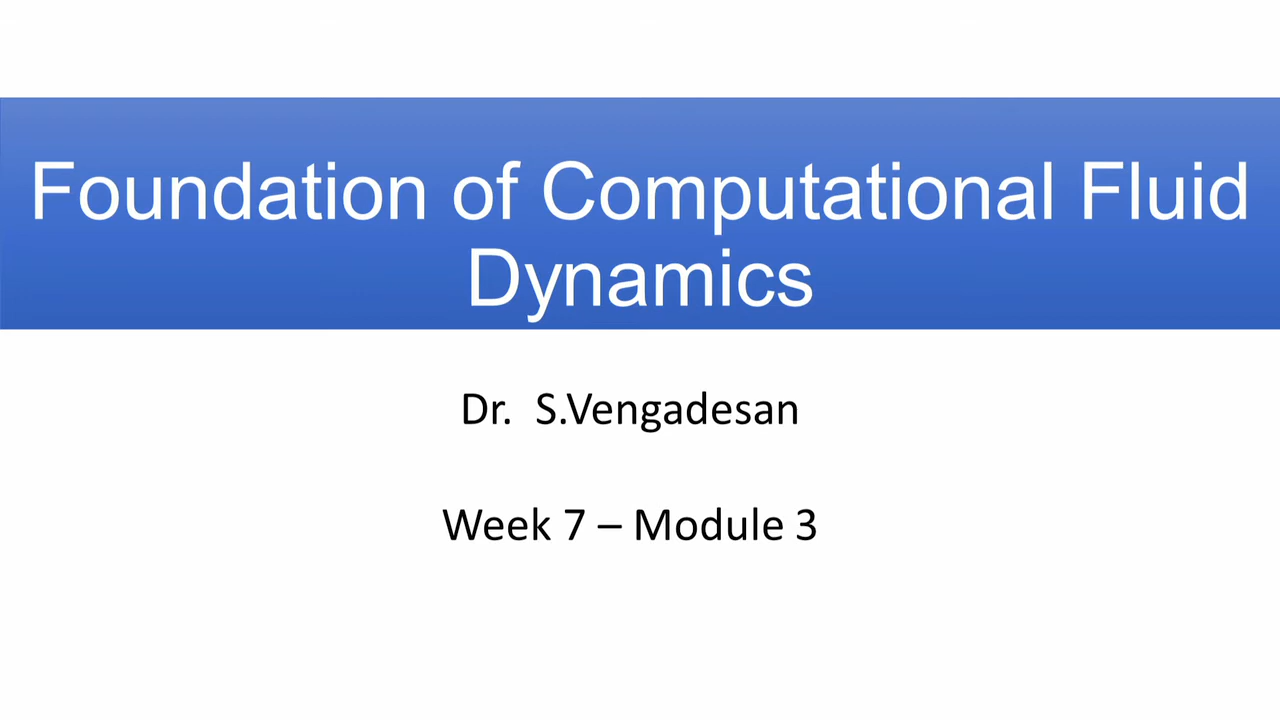 Foundation of Computational Fluid
Dynamics
Dr. S.Vengadesan
Week 7 – Module 3